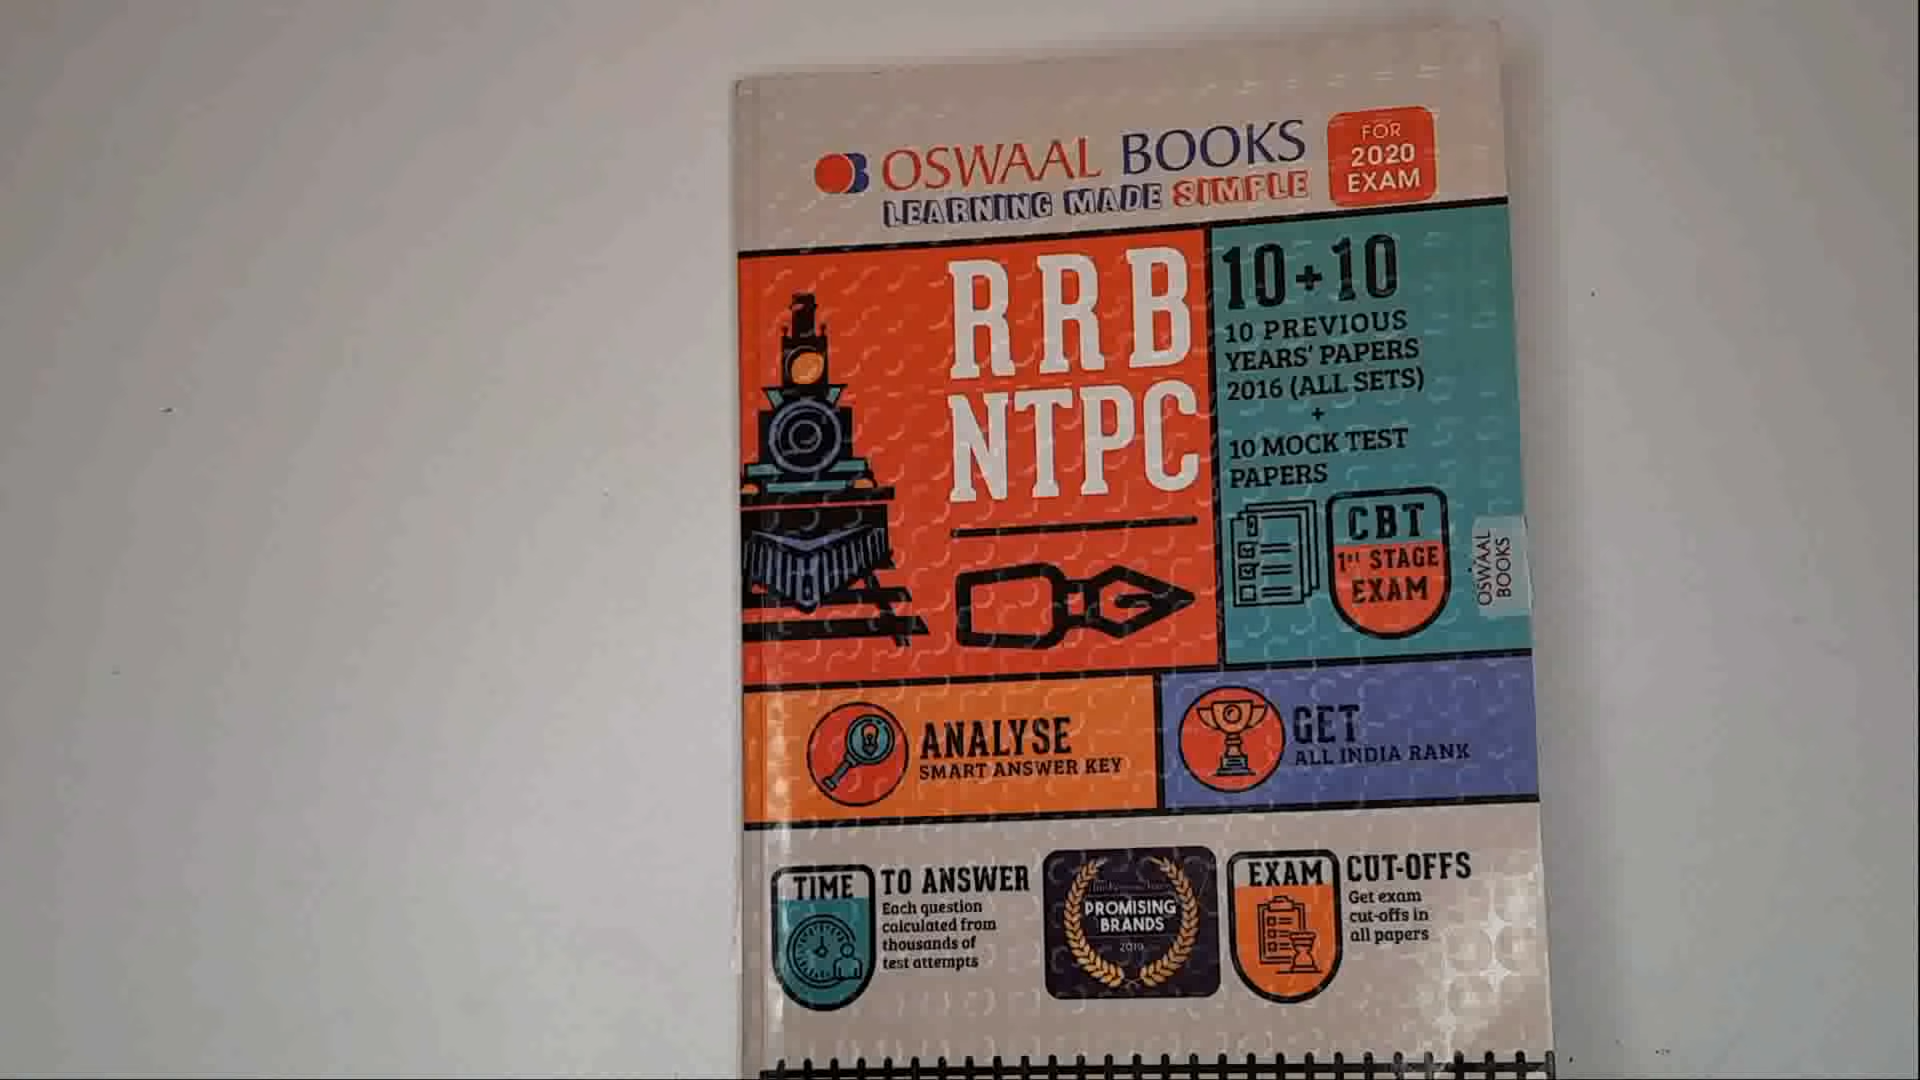 OSWAAL BOOKS
LEARNING MADE SIMPLE
FOR
2020
EXAM
RRB
NTPC
10+10
10 PREVIOUS
YEARS' PAPERS
2016 (ALL SETS)
+
10 MOCK TEST
PAPERS
CBT
1st STAGE
EXAM
OSWAAL
BOOKS
ANALYSE
SMART ANSWER KEY
GET
ALL INDIA RANK
TIME TO ANSWER
Each question
calculated from
thousands of
test attempts
PROMISING
BRANDS
2019
EXAM CUT-OFFS
Get exam
cut-offs in
all papers